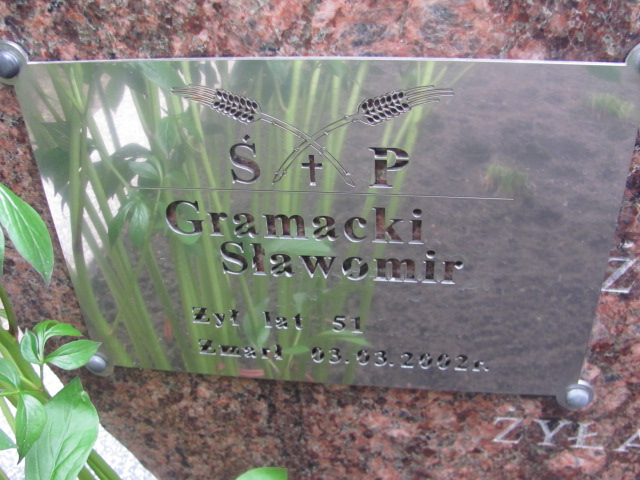 Ś P
Gramacki
Sławomir
Żył lat 51
Zmarł 03.03.2002r.
Z
ŻYŁA